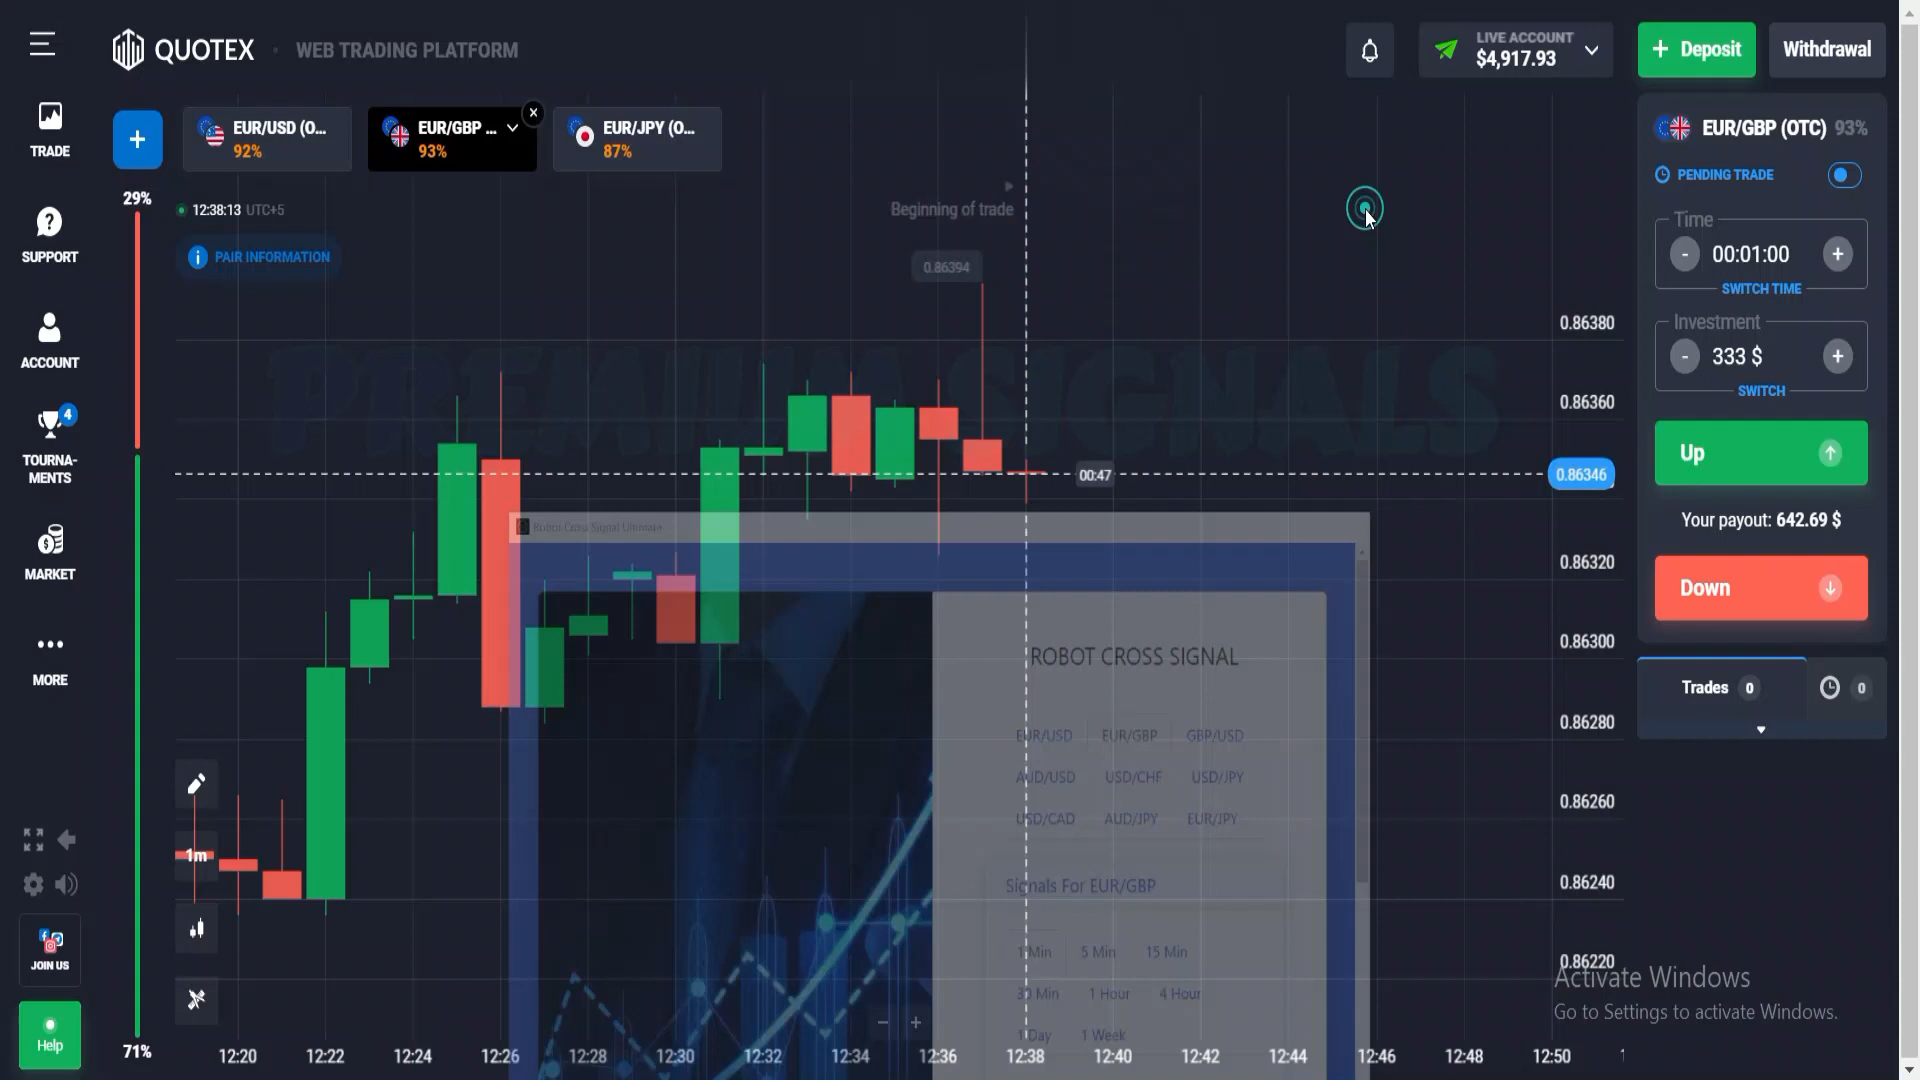 QUOTEX
WEB TRADING PLATFORM
LIVE ACCOUNT
$4,917.93
+ Deposit
Withdrawal
TRADE
+
EUR/USD (O...
92%
EUR/GBP ...
93%
EUR/JPY (O...
87%
EUR/GBP (OTC) 93%
PENDING TRADE
Time
- 00:01:00 +
SWITCH TIME
Investment
- 333 $ +
SWITCH
Up
Your payout: 642.69 $
Down
Trades 0
0
29%
12:38:13 UTC+5
PAIR INFORMATION
Beginning of trade
0.86394
SUPPORT
ACCOUNT
4
TOURNA-
MENTS
MARKET
MORE
JOIN US
Help
71%
PREMIUM SIGNALS
00:47
0.86380
0.86360
0.86346
0.86320
0.86300
0.86280
0.86260
0.86240
0.86220
Robot Cross Signal Ultimate
ROBOT CROSS SIGNAL
EUR/USD EUR/GBP GBP/USD
AUD/USD USD/CHF USD/JPY
USD/CAD AUD/JPY EUR/JPY
Signals For EUR/GBP
1 Min 5 Min 15 Min
30 Min 1 Hour 4 Hour
1 Day 1 Week
1m
Activate Windows
Go to Settings to activate Windows.
12:20 12:22 12:24 12:26 12:28 12:30 12:32 12:34 12:36 12:38 12:40 12:42 12:44 12:46 12:48 12:50